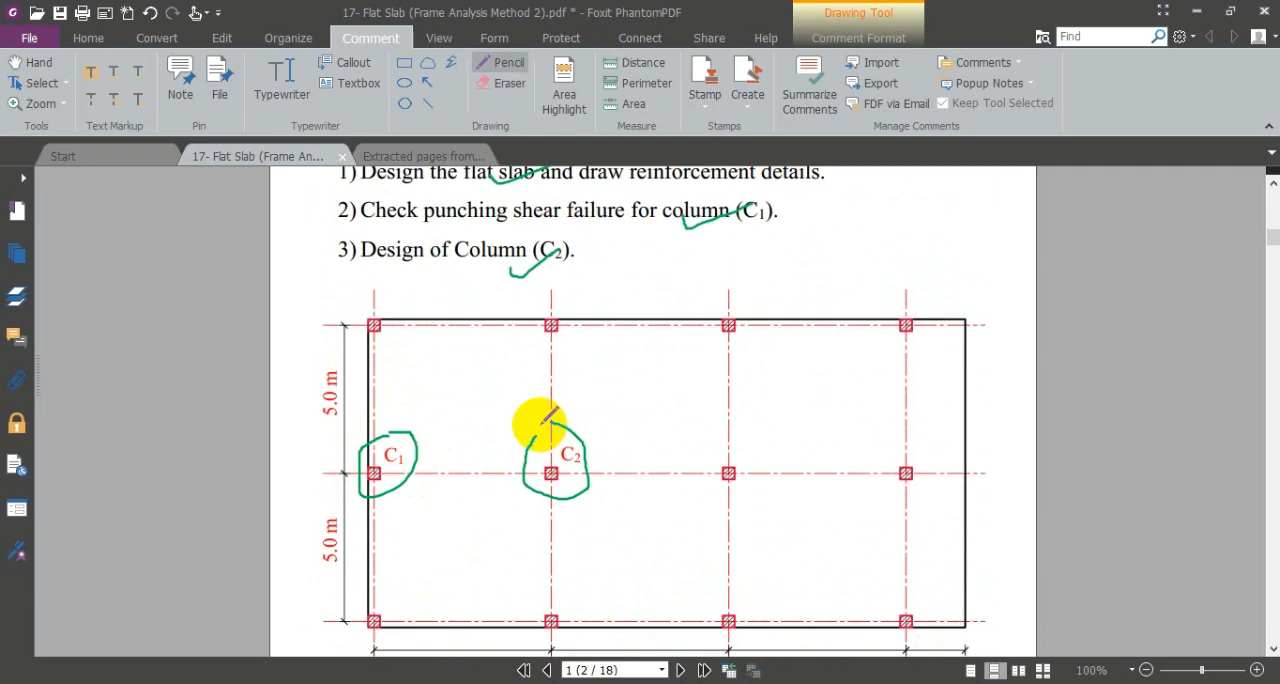 17- Flat Slab (Frame Analysis Method 2).pdf * - Foxit PhantomPDF
Drawing Tool
File Home Convert Edit Organize Comment View Form Protect Connect Share Help Comment Format
Find
Hand
Select
Zoom
Tools
T T T
T T T
Text Markup
Note File
Pin
Typewriter
Callout
Textbox
Typewriter
Pencil
Eraser
Drawing
Area Highlight
Distance
Perimeter
Area
Measure
Stamp Create
Stamps
Summarize Comments
Import
Export
FDF via Email
Comments
Popup Notes
Keep Tool Selected
Manage Comments
Start 17- Flat Slab (Frame An... Extracted pages from...
1) Design the flat slab and draw reinforcement details.
2) Check punching shear failure for column (C₁).
3) Design of Column (C₂).
5.0 m
C₁ C₂
5.0 m
1 (2 / 18)
100%